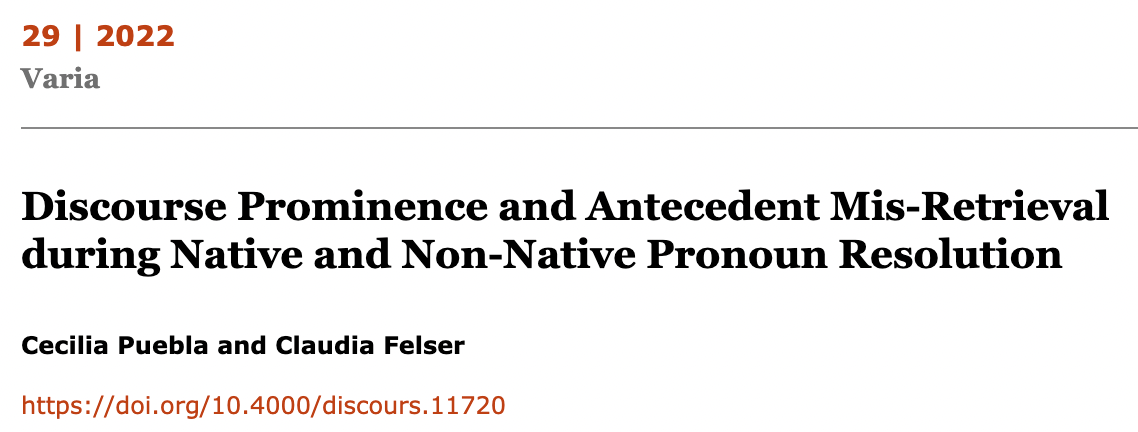 29 | 2022
Varia
Discourse Prominence and Antecedent Mis-Retrieval
during Native and Non-Native Pronoun Resolution
Cecilia Puebla and Claudia Felser
https://doi.org/10.4000/discours.11720